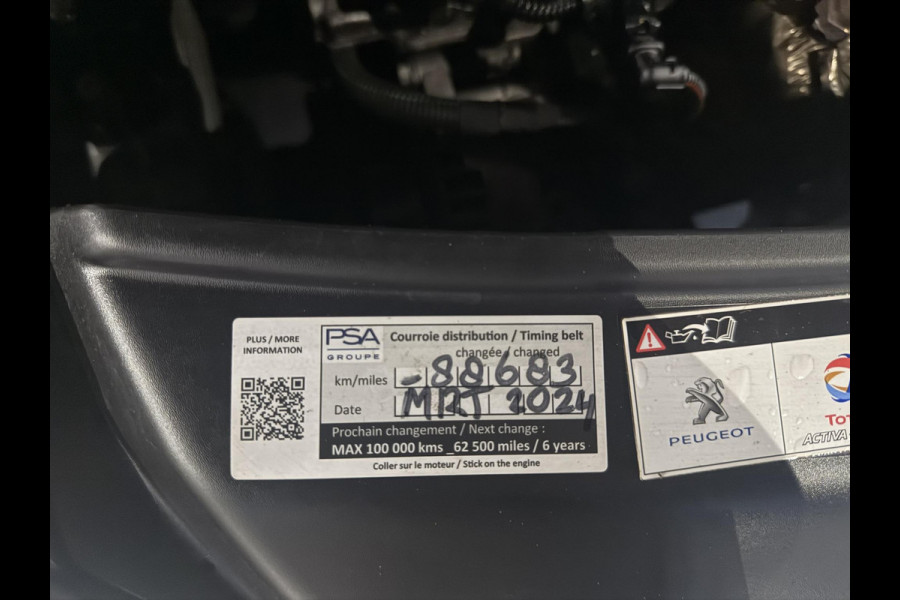 PLUS / MORE
INFORMATION
PSA
GROUPE
Courroie distribution / Timing belt
changée / changed
km/miles -88683
Date MRT 2024
Prochain changement / Next change :
MAX 100 000 kms _62 500 miles / 6 years
Coller sur le moteur / Stick on the engine
PEUGEOT
ACTIVA